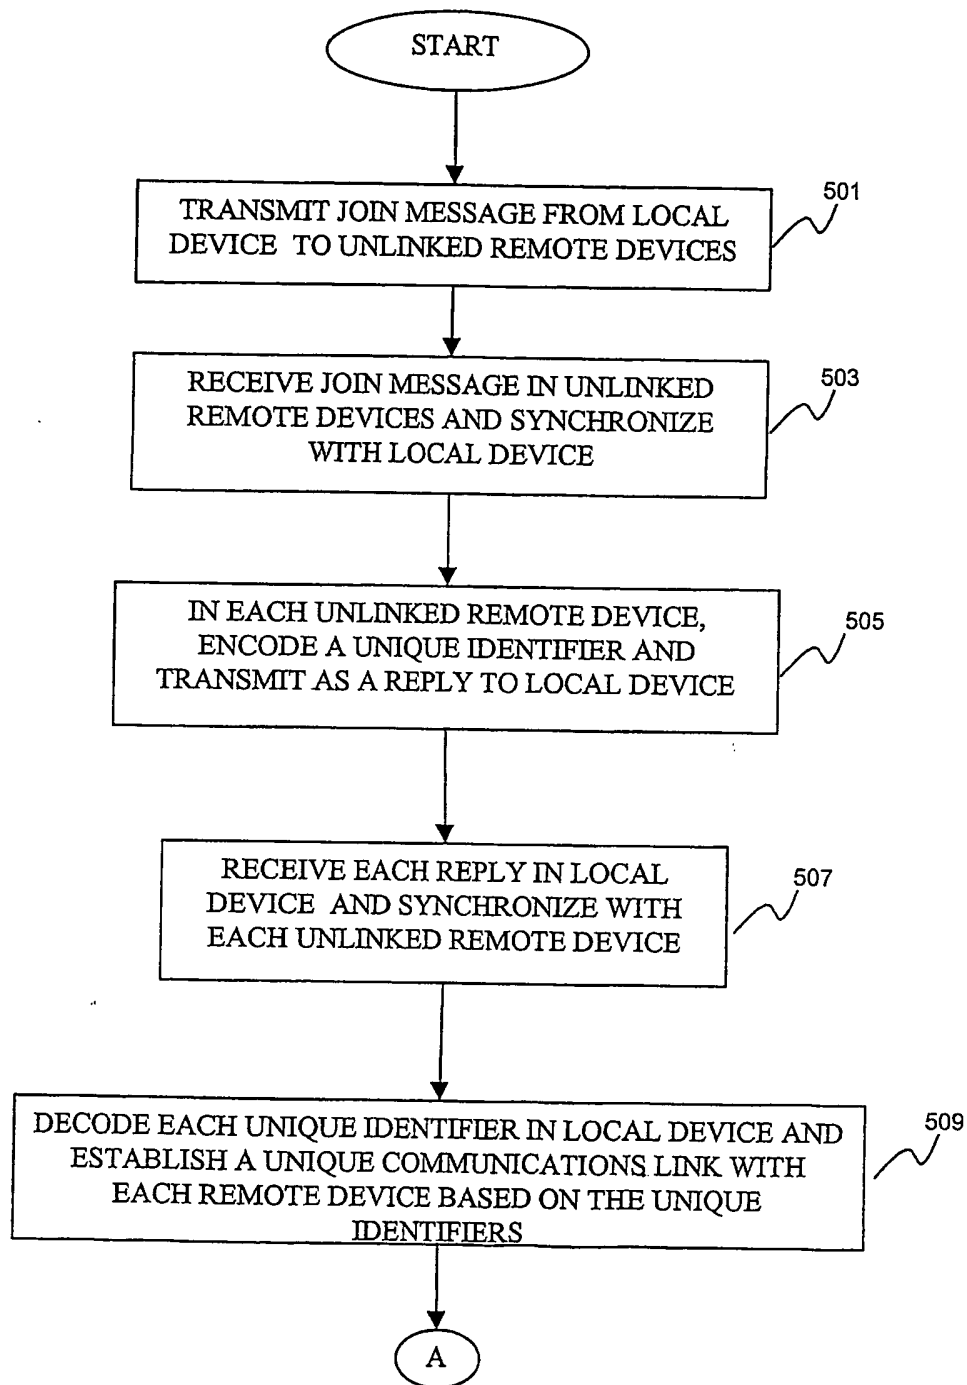 START
TRANSMIT JOIN MESSAGE FROM LOCAL
DEVICE TO UNLINKED REMOTE DEVICES
501
RECEIVE JOIN MESSAGE IN UNLINKED
REMOTE DEVICES AND SYNCHRONIZE
WITH LOCAL DEVICE
503
IN EACH UNLINKED REMOTE DEVICE,
ENCODE A UNIQUE IDENTIFIER AND
TRANSMIT AS A REPLY TO LOCAL DEVICE
505
RECEIVE EACH REPLY IN LOCAL
DEVICE AND SYNCHRONIZE WITH
EACH UNLINKED REMOTE DEVICE
507
DECODE EACH UNIQUE IDENTIFIER IN LOCAL DEVICE AND
ESTABLISH A UNIQUE COMMUNICATIONS LINK WITH
EACH REMOTE DEVICE BASED ON THE UNIQUE
IDENTIFIERS
509
A